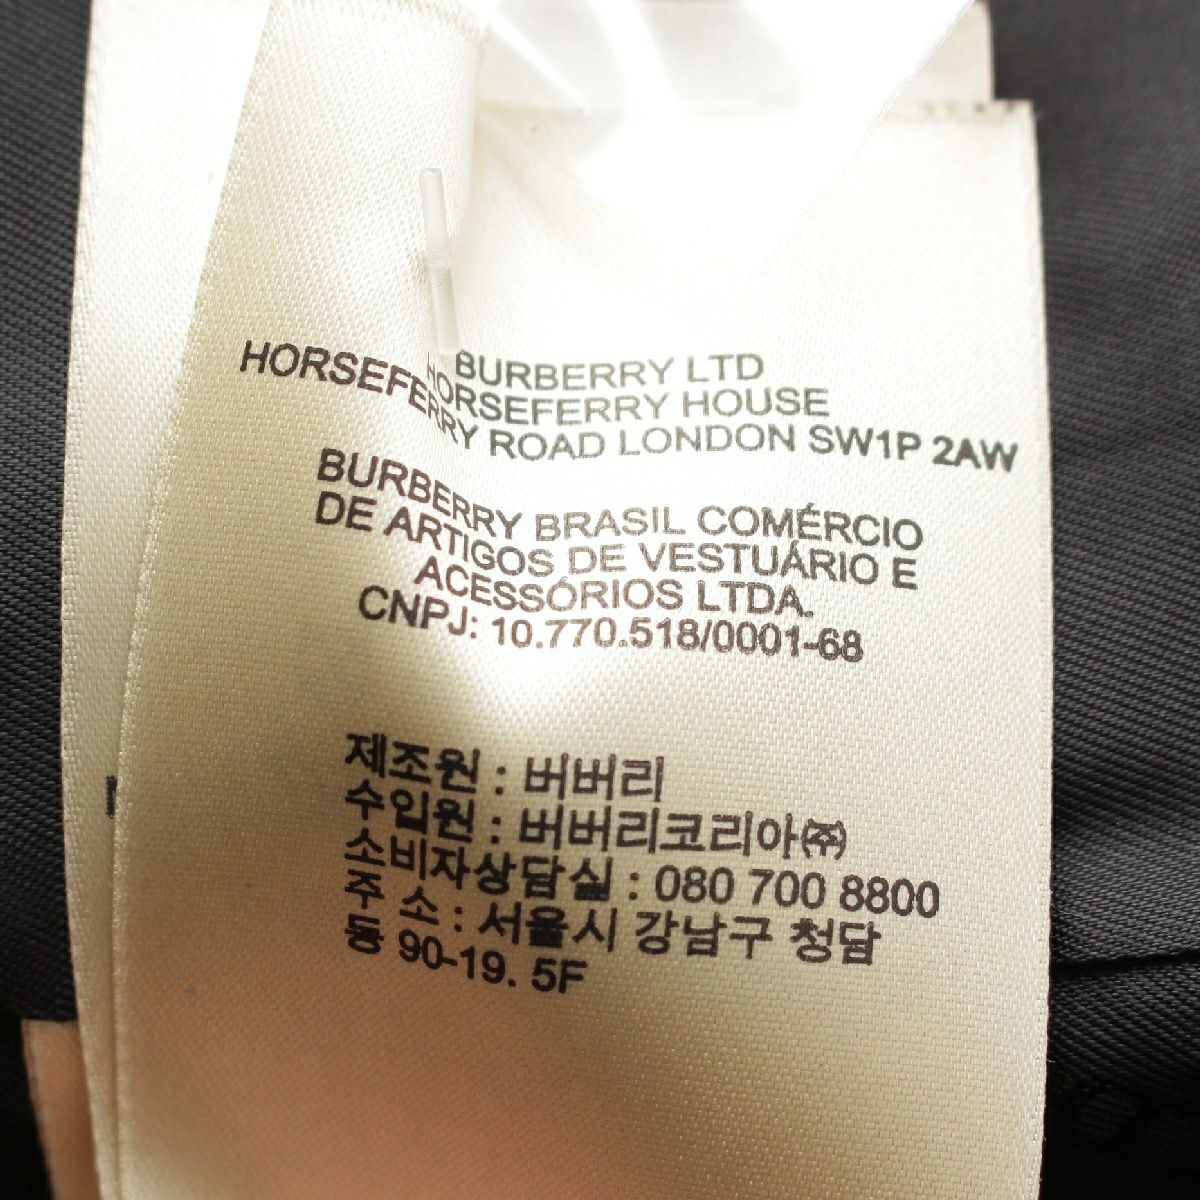 BURBERRY LTD
HORSEFERRY HOUSE
HORSEFERRY ROAD LONDON SW1P 2AW
BURBERRY BRASIL COMÉRCIO
DE ARTIGOS DE VESTUÁRIO E
ACESSÓRIOS LTDA.
CNPJ: 10.770.518/0001-68
제조원 : 버버리
수입원 : 버버리코리아㈜
소비자상담실 : 080 700 8800
주 소 : 서울시 강남구 청담
동 90-19. 5F